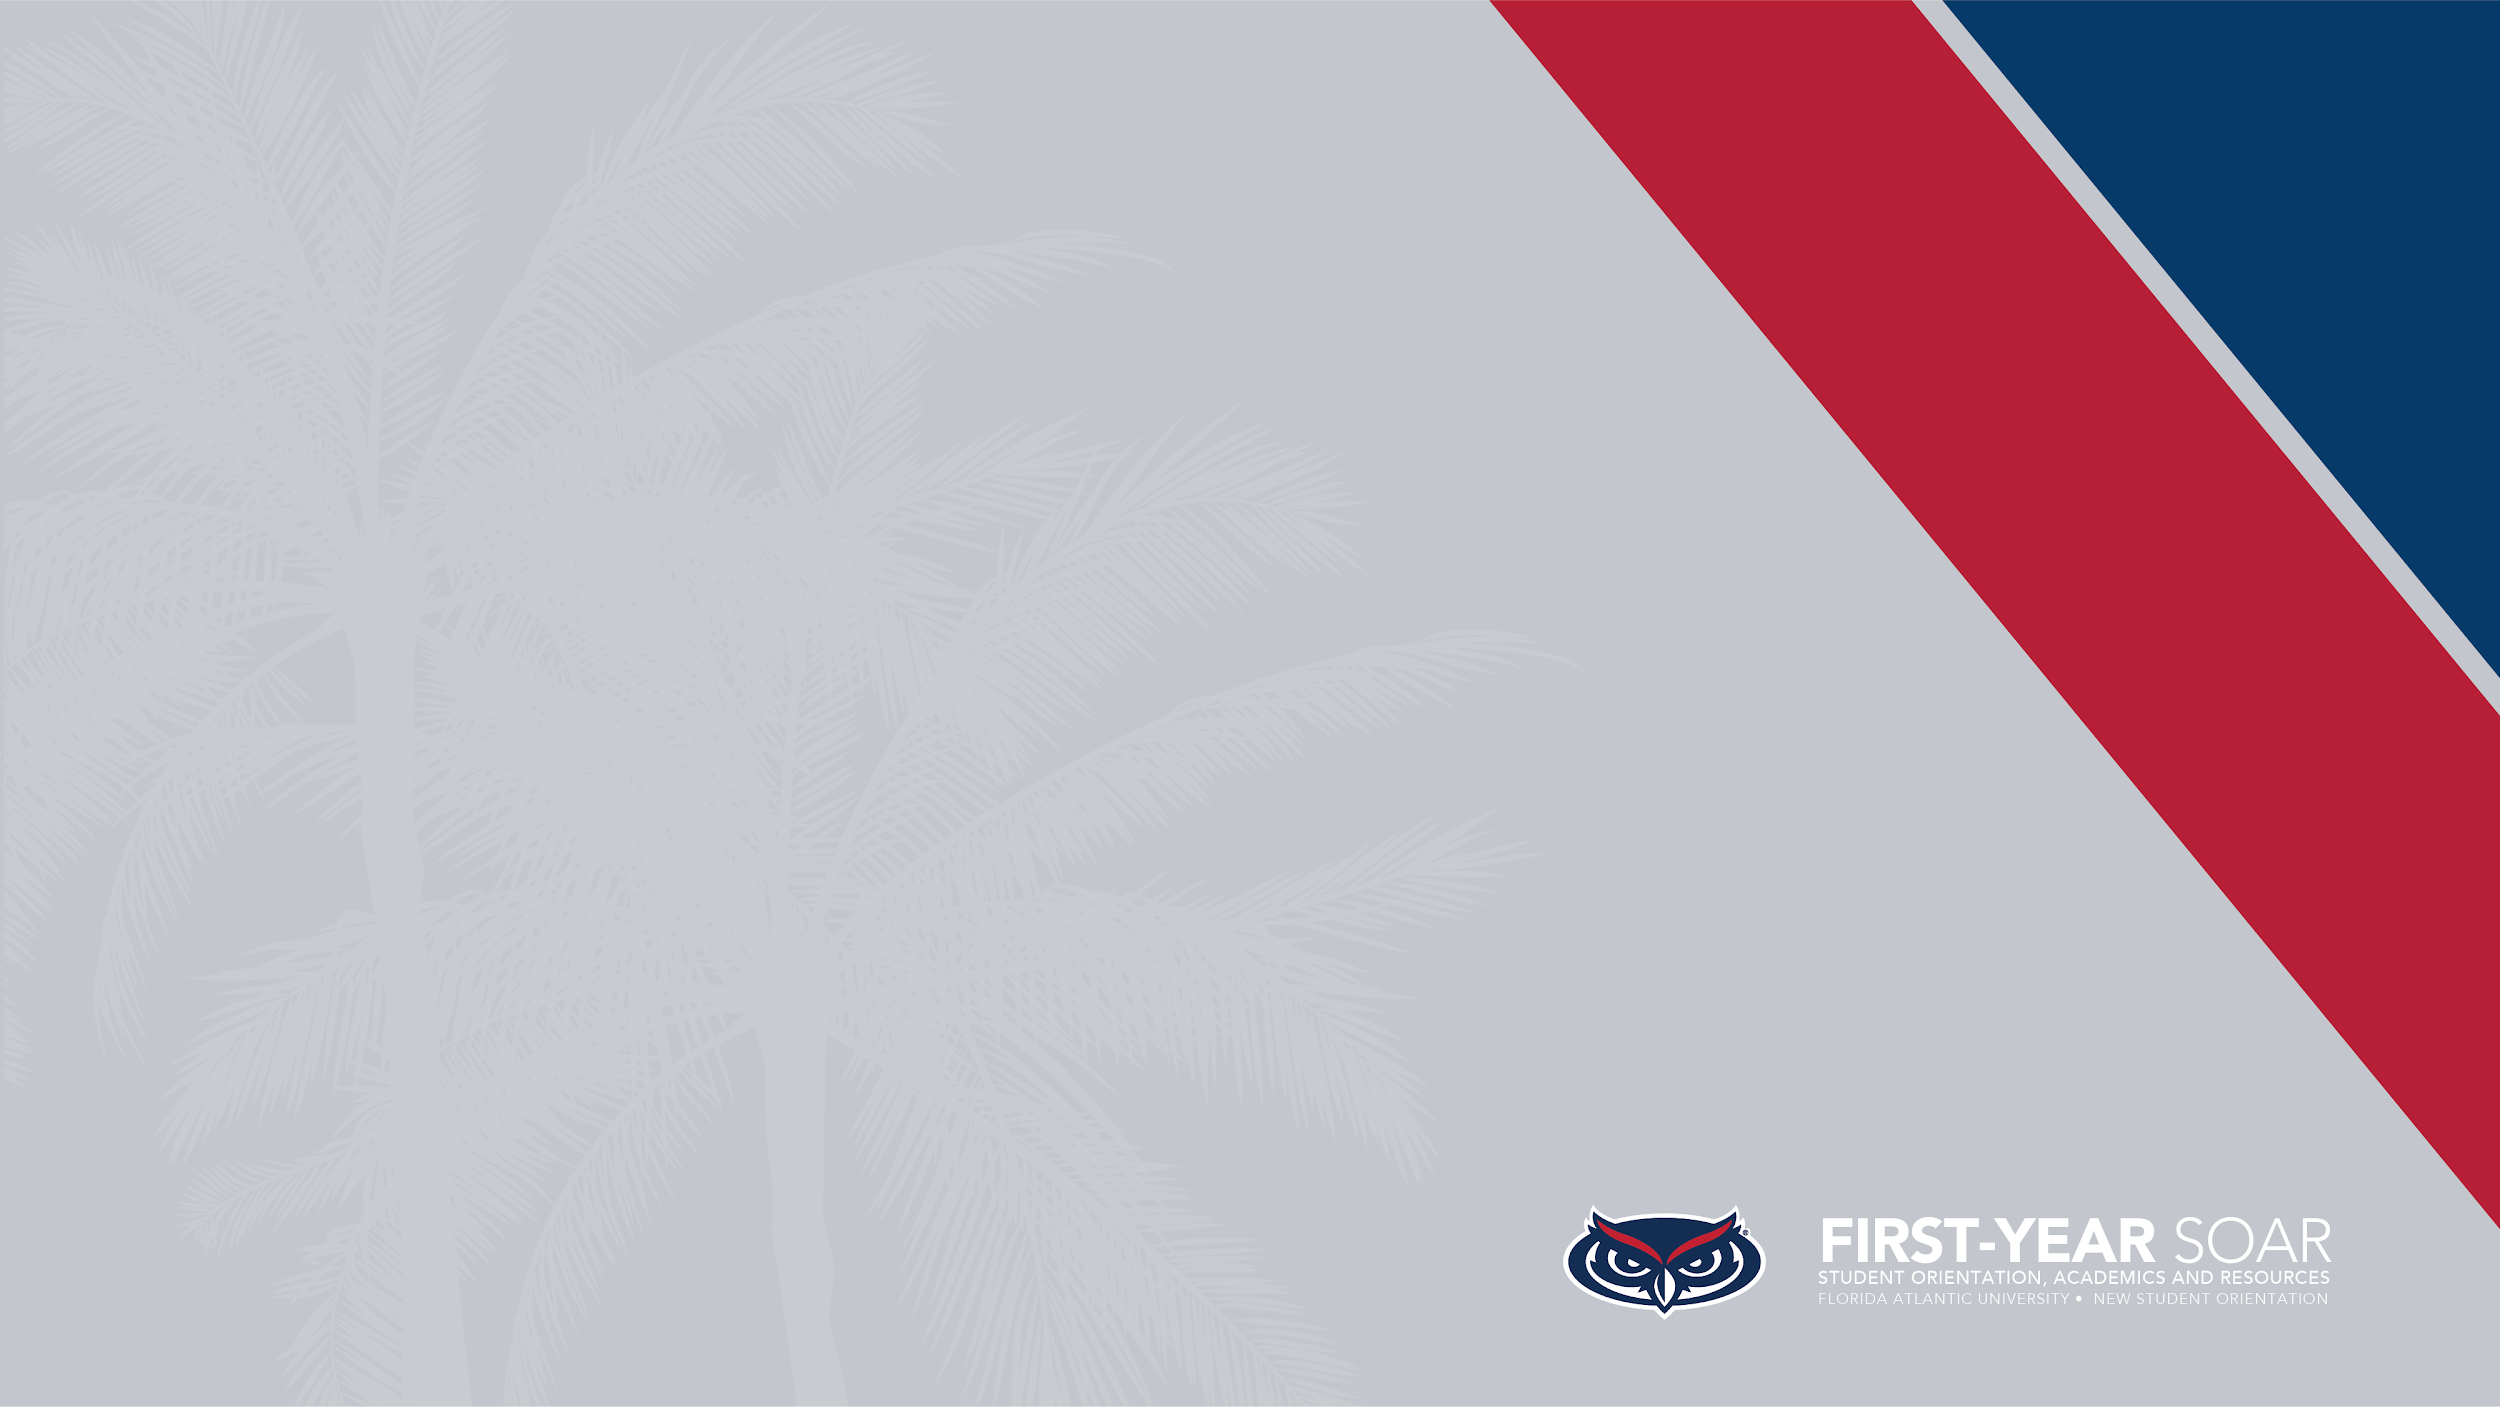 FIRST-YEAR SOAR
STUDENT ORIENTATION, ACADEMICS AND RESOURCES
FLORIDA ATLANTIC UNIVERSITY • NEW STUDENT ORIENTATION